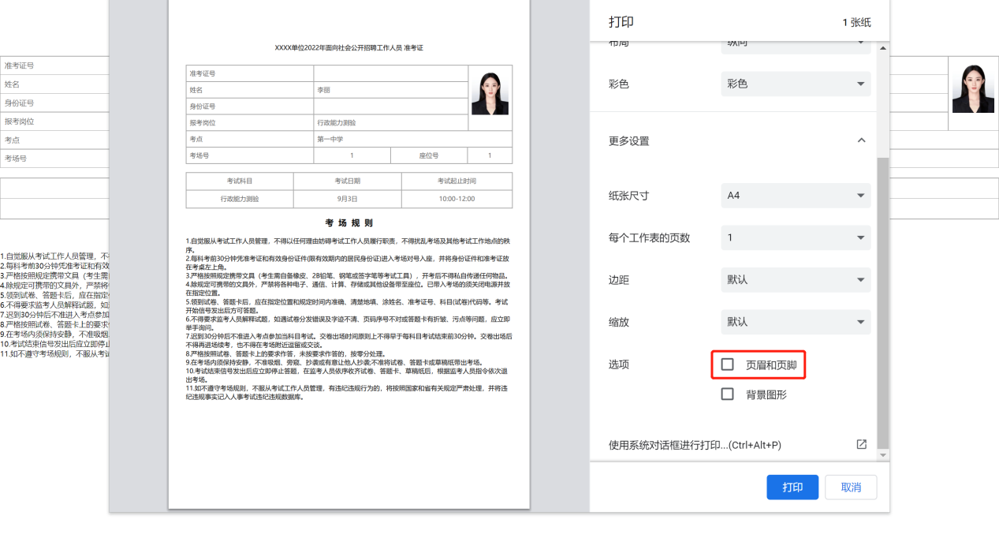 准考证号
姓名
身份证号
报考岗位
考点
考场号
1.自觉服从考试工作人员管理，不
2.每科考前30分钟凭准考证和有效
3.严格按照规定携带文具（考生需
4.除规定可携带的文具外，严禁将
5.领到试卷、答题卡后，应在指定
6.不得要求监考人员解释试题，如
7.迟到30分钟后不准进入考点参加
8.严格按照试卷、答题卡上的要求
9.在考场内须保持安静，不准吸烟
10.考试结束信号发出后应立即停止
11.如不遵守考场规则，不服从考试
XXXX单位2022年面向社会公开招聘工作人员 准考证
准考证号
姓名 李丽
身份证号
报考岗位 行政能力测验
考点 第一中学
考场号 1 座位号 1
考试科目 考试日期 考试起止时间
行政能力测验 9月3日 10:00-12:00
考 场 规 则
1.自觉服从考试工作人员管理，不得以任何理由妨碍考试工作人员履行职责，不得扰乱考场及其他考试工作地点的秩
序。
2.每科考前30分钟凭准考证和有效身份证件(限有效期内的居民身份证)进入考场对号入座，并将身份证件和准考证放
在考桌左上角。
3.严格按照规定携带文具（考生需自备橡皮、2B铅笔、钢笔或签字笔等考试工具），开考后不得私自传递任何物品。
4.除规定可携带的文具外，严禁将各种电子、通信、计算、存储或其他设备带至座位。已带入考场的须关闭电源并放
在指定位置。
5.领到试卷、答题卡后，应在指定位置和规定时间内准确、清楚地填、涂姓名、准考证号、科目(试卷)代码等。考试
开始信号发出后方可答题。
6.不得要求监考人员解释试题，如遇试卷分发错误及字迹不清、页码序号不对或答题卡有折皱、污点等问题，应立即
举手询问。
7.迟到30分钟后不准进入考点参加当科目考试。交卷出场时间原则上不得早于每科目考试结束前30分钟。交卷出场后
不得再进场续考，也不得在考场附近逗留或交谈。
8.严格按照试卷、答题卡上的要求作答，未按要求作答的，按零分处理。
9.在考场内须保持安静，不准吸烟、旁窥、抄袭或有意让他人抄袭;不准将试卷、答题卡或草稿纸带出考场。
10.考试结束信号发出后应立即停止答题，在监考人员依序收齐试卷、答题卡、草稿纸后，根据监考人员指令依次退
出考场。
11.如不遵守考场规则，不服从考试工作人员管理，有违纪违规行为的，将按照国家和省有关规定严肃处理，并将违
纪违规事实记入人事考试违纪违规数据库。
打印 1 张纸
布局 纵向
彩色 彩色
更多设置
纸张尺寸 A4
每个工作表的页数 1
边距 默认
缩放 默认
选项 页眉和页脚
背景图形
使用系统对话框进行打印...(Ctrl+Alt+P)
打印 取消